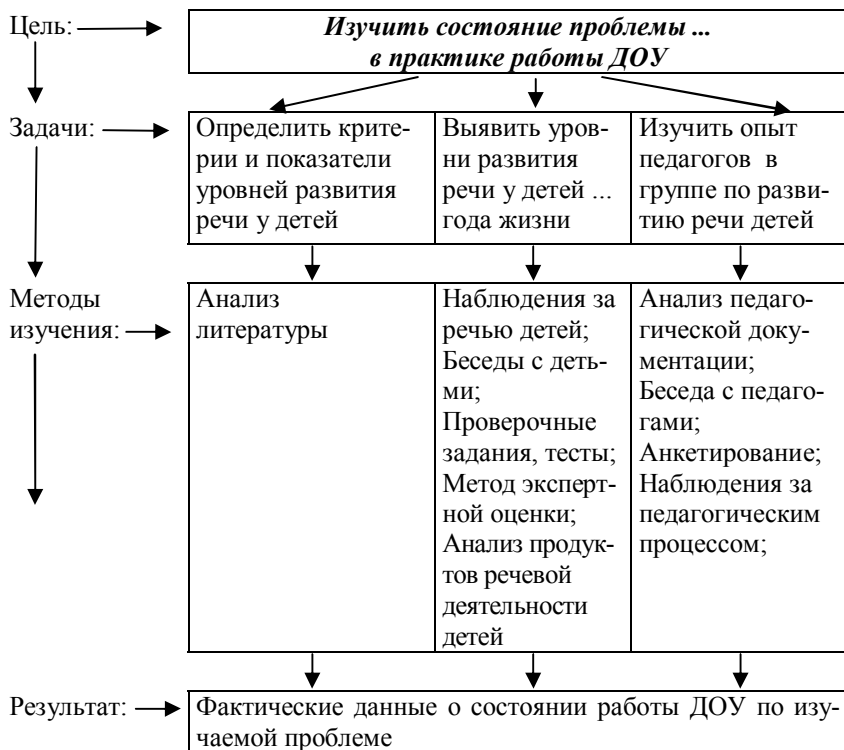 Цель:
Изучить состояние проблемы ...
в практике работы ДОУ
Задачи:
Определить крите-
рии и показатели
уровней развития
речи у детей
Выявить уров-
ни развития
речи у детей ...
года жизни
Изучить опыт
педагогов в
группе по разви-
тию речи детей
Методы
изучения:
Анализ
литературы
Наблюдения за
речью детей;
Беседы с деть-
ми;
Проверочные
задания, тесты;
Метод эксперт-
ной оценки;
Анализ продук-
тов речевой
деятельности
детей
Анализ педаго-
гической доку-
ментации;
Беседа с педаго-
гами;
Анкетирование;
Наблюдения за
педагогическим
процессом;
Результат:
Фактические данные о состоянии работы ДОУ по изу-
чаемой проблеме